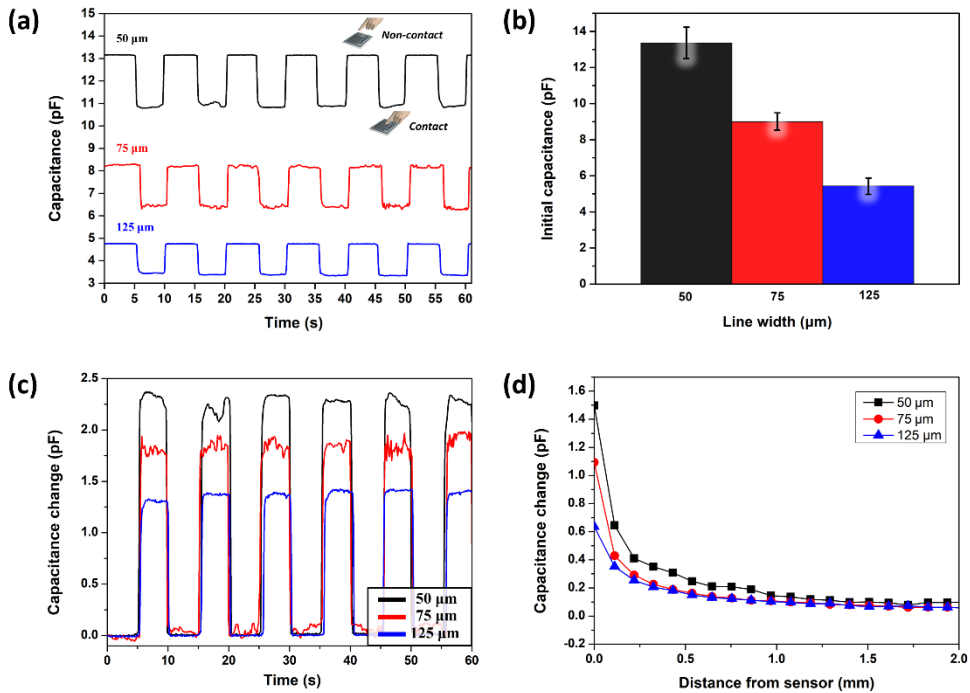 (a)
50 µm
Non-contact
Contact
75 µm
125 µm
Capacitance (pF)
15
14
13
12
11
10
9
8
7
6
5
4
3
0 5 10 15 20 25 30 35 40 45 50 55 60
Time (s)
(b)
Initial capacitance (pF)
14
12
10
8
6
4
2
0
50 75 125
Line width (µm)
(c)
Capacitance change (pF)
2.5
2.0
1.5
1.0
0.5
0.0
50 µm
75 µm
125 µm
0 10 20 30 40 50 60
Time (s)
(d)
Capacitance change (pF)
1.6
1.4
1.2
1.0
0.8
0.6
0.4
0.2
0.0
-0.2
50 µm
75 µm
125 µm
0.0 0.5 1.0 1.5 2.0
Distance from sensor (mm)